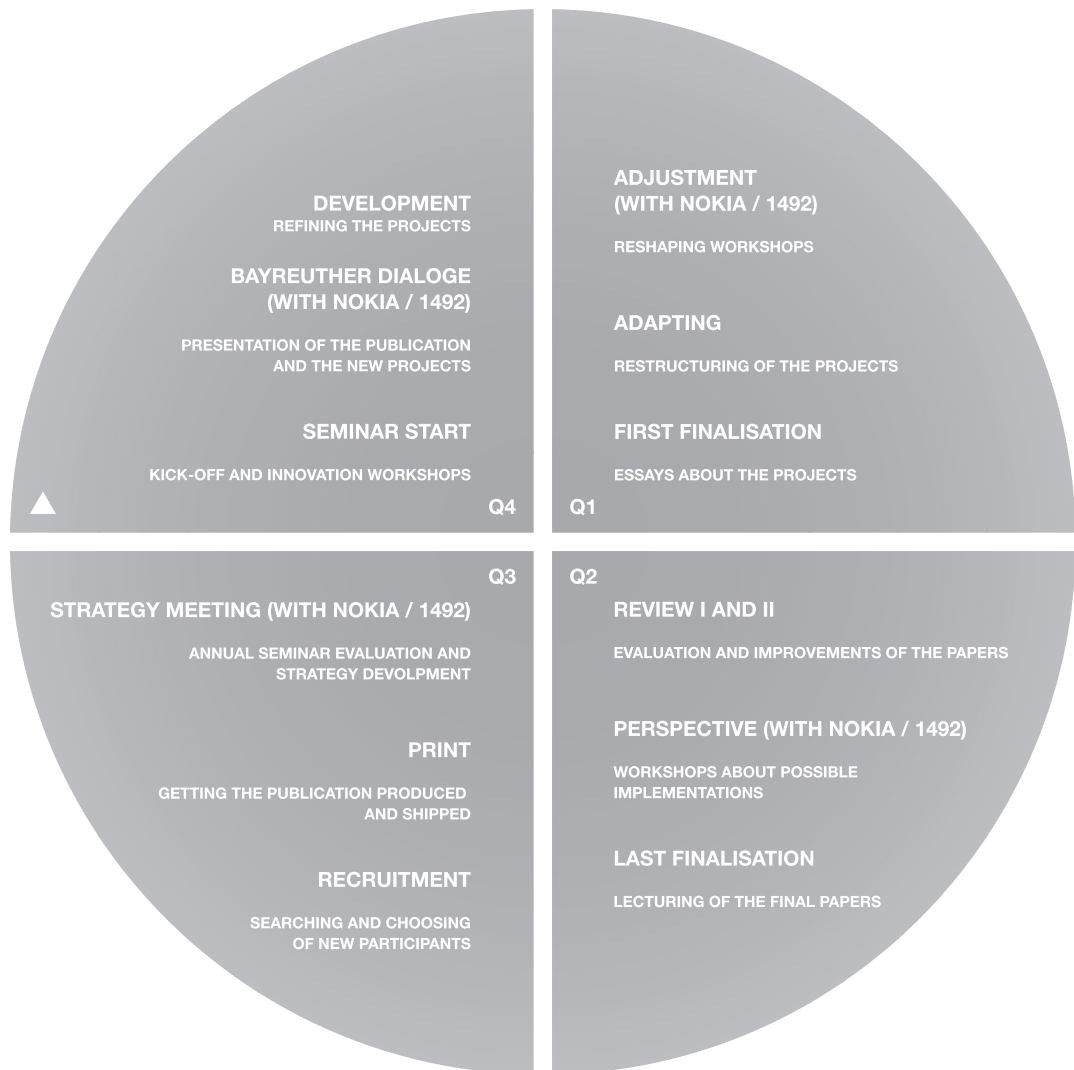 DEVELOPMENT
REFINING THE PROJECTS
BAYREUTHER DIALOGE
(WITH NOKIA / 1492)
PRESENTATION OF THE PUBLICATION
AND THE NEW PROJECTS
SEMINAR START
KICK-OFF AND INNOVATION WORKSHOPS
Q4
ADJUSTMENT
(WITH NOKIA / 1492)
RESHAPING WORKSHOPS
ADAPTING
RESTRUCTURING OF THE PROJECTS
FIRST FINALISATION
ESSAYS ABOUT THE PROJECTS
Q1
Q3
STRATEGY MEETING (WITH NOKIA / 1492)
ANNUAL SEMINAR EVALUATION AND
STRATEGY DEVOLPMENT
PRINT
GETTING THE PUBLICATION PRODUCED
AND SHIPPED
RECRUITMENT
SEARCHING AND CHOOSING
OF NEW PARTICIPANTS
Q2
REVIEW I AND II
EVALUATION AND IMPROVEMENTS OF THE PAPERS
PERSPECTIVE (WITH NOKIA / 1492)
WORKSHOPS ABOUT POSSIBLE
IMPLEMENTATIONS
LAST FINALISATION
LECTURING OF THE FINAL PAPERS